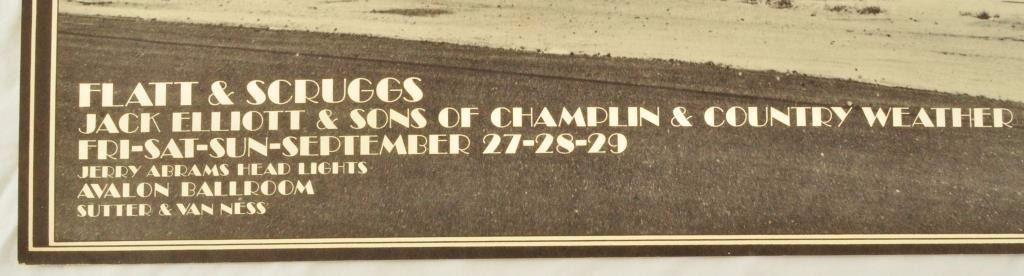 FLATT & SCRUGGS
JACK ELLIOTT & SONS OF CHAMPLIN & COUNTRY WEATHER
FRI-SAT-SUN-SEPTEMBER 27-28-29
JERRY ABRAMS HEAD LIGHTS
AVALON BALLROOM
SUTTER & VAN NESS